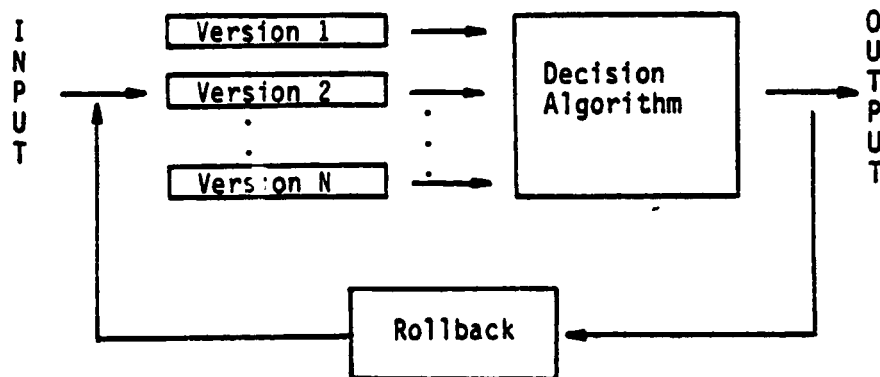 INPUT
Version 1
Version 2
Version N
Decision
Algorithm
OUTPUT
Rollback